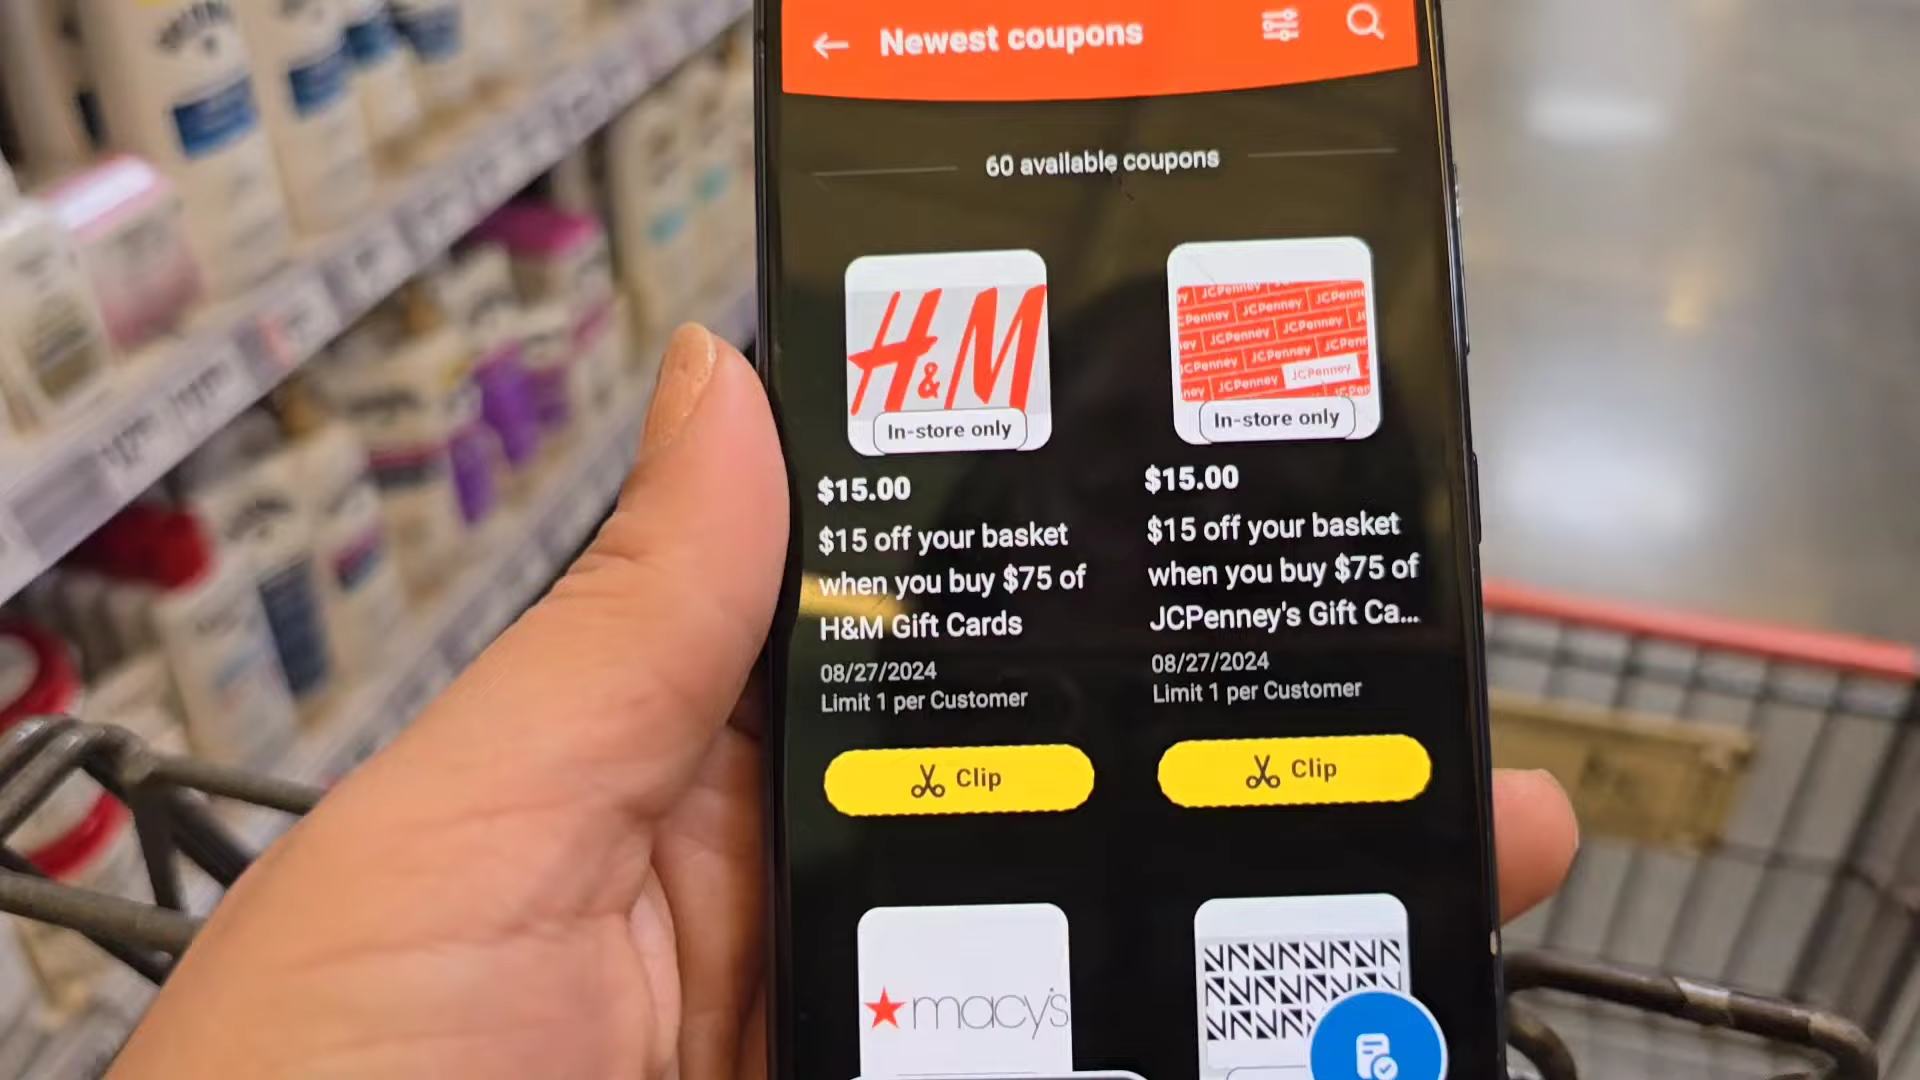 Newest coupons
60 available coupons
H&M
In-store only
$15.00
$15 off your basket
when you buy $75 of
H&M Gift Cards
08/27/2024
Limit 1 per Customer
Clip
JCPenney
In-store only
$15.00
$15 off your basket
when you buy $75 of
JCPenney's Gift Ca...
08/27/2024
Limit 1 per Customer
Clip
macy's